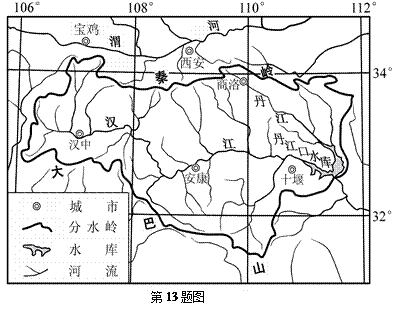 106° 108° 110° 112°
宝鸡
渭
河
西安
秦
岭
34°
商洛
丹
江
汉
丹
江
口
水
库
汉中
江
大
安康
十堰
城 市
32°
分 水 岭
巴
水 库
山
河 流
第13题图